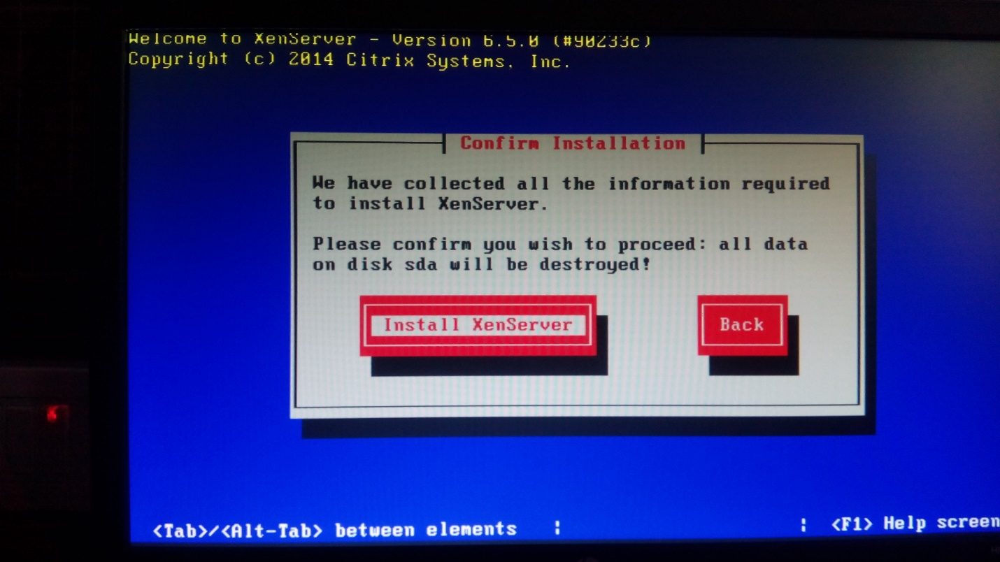 Welcome to XenServer - Version 6.5.0 (#90233c)
Copyright (c) 2014 Citrix Systems, Inc.
Confirm Installation
We have collected all the information required
to install XenServer.
Please confirm you wish to proceed: all data
on disk sda will be destroyed!
Install XenServer
Back
<Tab>/<Alt-Tab> between elements ¦ ¦ <F1> Help screen